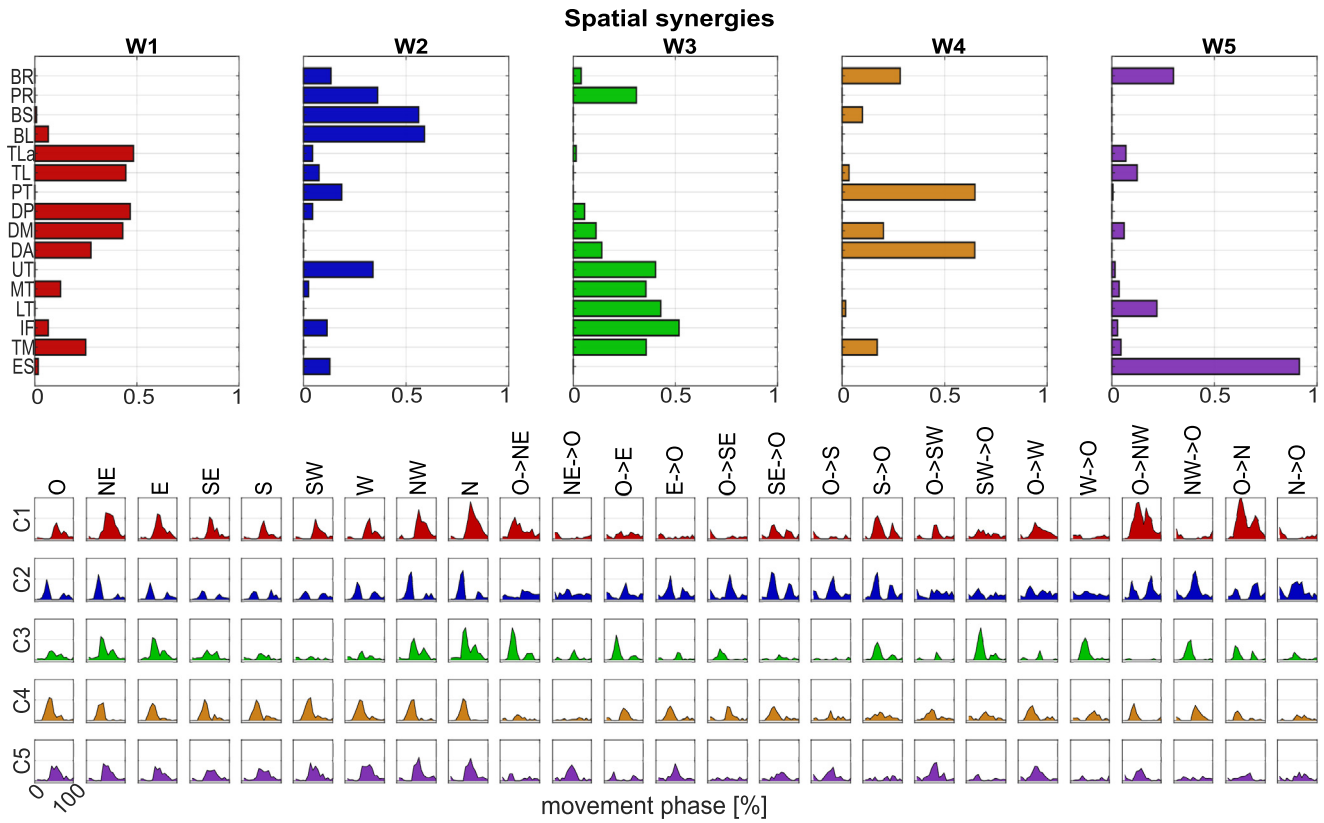 Spatial synergies
W1 W2 W3 W4 W5
BR
PR
BS
BL
TLa
TL
PT
DP
DM
DA
UT
MT
LT
IF
TM
ES
0 0.5 1 0 0.5 1 0 0.5 1 0 0.5 1 0 0.5 1
O NE E SE S SW W NW N O->NE NE->O O->E E->O O->SE SE->O O->S S->O O->SW SW->O O->W W->O O->NW NW->O O->N N->O
C1
C2
C3
C4
C5
0 100
movement phase [%]